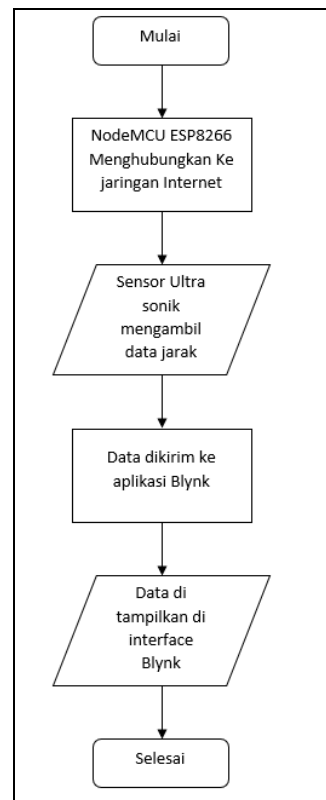 Mulai
NodeMCU ESP8266
Menghubungkan Ke
jaringan Internet
Sensor Ultra
sonik
mengambil
data jarak
Data dikirim ke
aplikasi Blynk
Data di
tampilkan di
interface
Blynk
Selesai